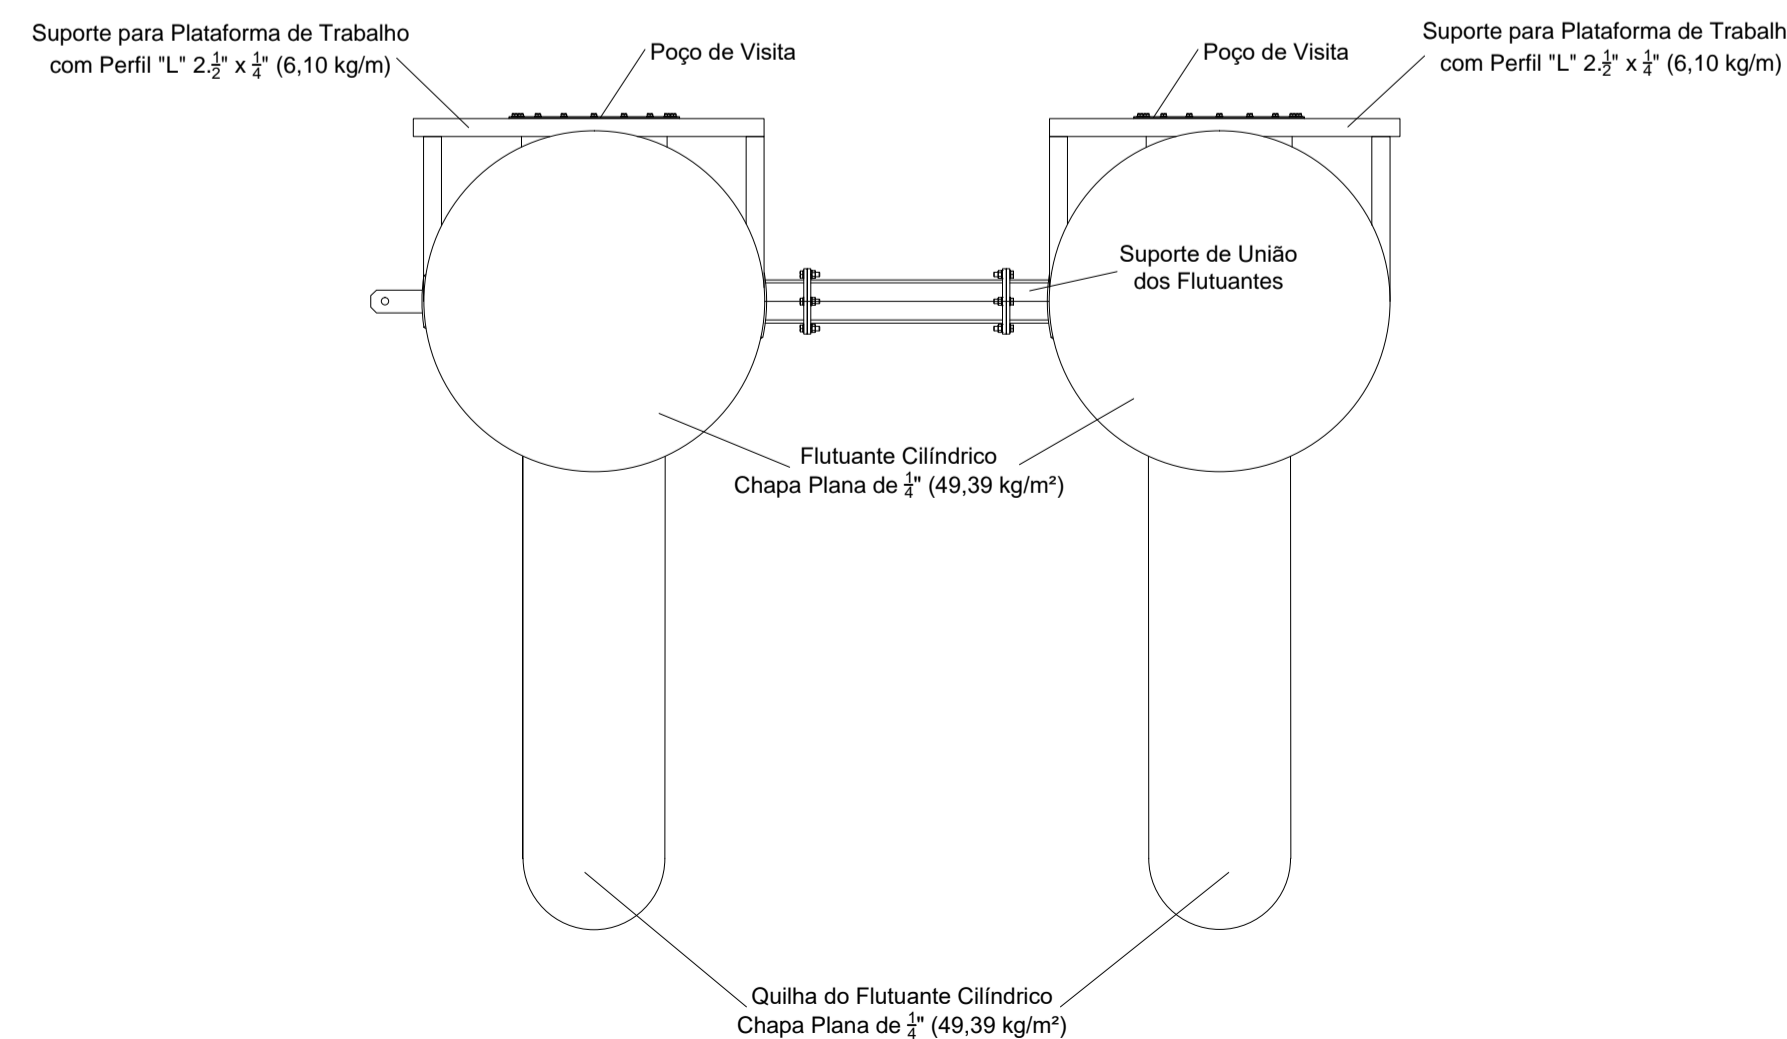 Suporte para Plataforma de Trabalho
com Perfil "L" 2.½" x ¼" (6,10 kg/m)
Poço de Visita
Poço de Visita
Suporte para Plataforma de Trabalh
com Perfil "L" 2.½" x ¼" (6,10 kg/m)
Suporte de União
dos Flutuantes
Flutuante Cilíndrico
Chapa Plana de ¼" (49,39 kg/m²)
Quilha do Flutuante Cilíndrico
Chapa Plana de ¼" (49,39 kg/m²)